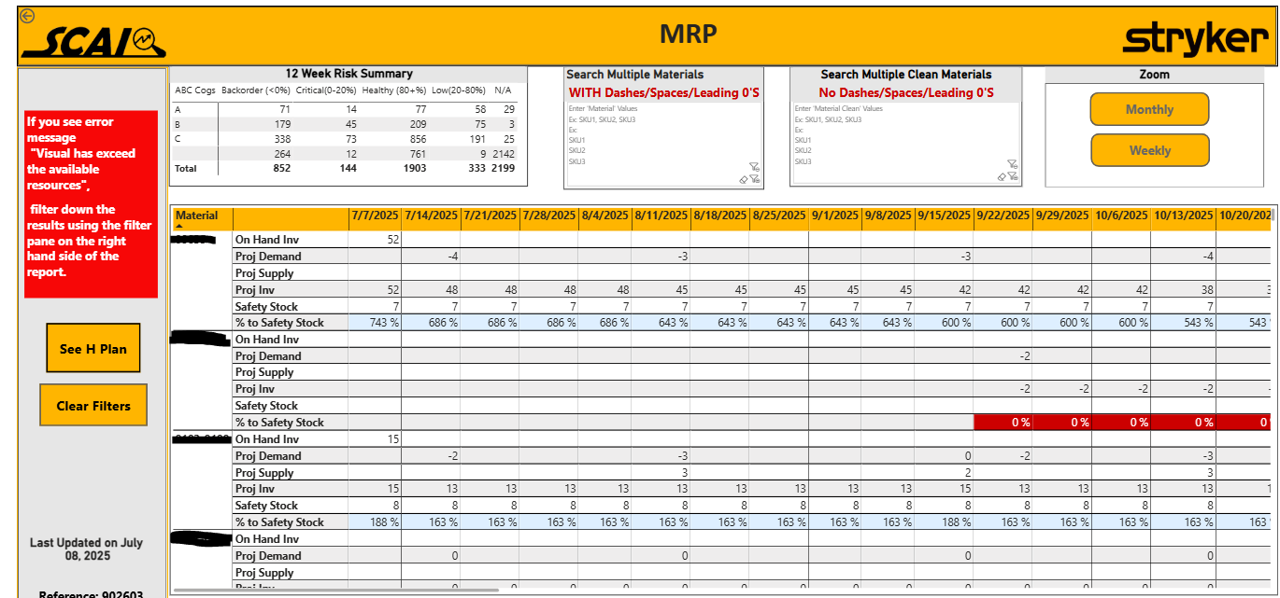 SCAI
MRP
stryker
If you see error
message
"Visual has exceed
the available
resources",
filter down the
results using the filter
pane on the right
hand side of the
report.
See H Plan
Clear Filters
Last Updated on July
08, 2025
Reference: 902603
12 Week Risk Summary
ABC Cogs Backorder (<0%) Critical(0-20%) Healthy (80+%) Low(20-80%) N/A
A 71 14 77 58 29
B 179 45 209 75 3
C 338 73 856 191 25
264 12 761 9 2142
Total 852 144 1903 333 2199
Search Multiple Materials
WITH Dashes/Spaces/Leading 0'S
Enter 'Material' Values
Ex: SKU1, SKU2, SKU3
Ex:
SKU1
SKU2
SKU3
Search Multiple Clean Materials
No Dashes/Spaces/Leading 0'S
Enter 'Material Clean' Values
Ex: SKU1, SKU2, SKU3
Ex:
SKU1
SKU2
SKU3
Zoom
Monthly
Weekly
Material 7/7/2025 7/14/2025 7/21/2025 7/28/2025 8/4/2025 8/11/2025 8/18/2025 8/25/2025 9/1/2025 9/8/2025 9/15/2025 9/22/2025 9/29/2025 10/6/2025 10/13/2025 10/20/202
On Hand Inv 52
Proj Demand -4 -3 -3 -4
Proj Supply
Proj Inv 52 48 48 48 48 45 45 45 45 45 42 42 42 42 38 3
Safety Stock 7 7 7 7 7 7 7 7 7 7 7 7 7 7 7
% to Safety Stock 743 % 686 % 686 % 686 % 686 % 643 % 643 % 643 % 643 % 643 % 600 % 600 % 600 % 600 % 543 % 543
On Hand Inv
Proj Demand -2
Proj Supply
Proj Inv -2 -2 -2 -2 -
Safety Stock
% to Safety Stock 0 % 0 % 0 % 0 % 0
On Hand Inv 15
Proj Demand -2 -3 0 -2 -3
Proj Supply 3 2 3
Proj Inv 15 13 13 13 13 13 13 13 13 13 15 13 13 13 13 1
Safety Stock 8 8 8 8 8 8 8 8 8 8 8 8 8 8 8
% to Safety Stock 188 % 163 % 163 % 163 % 163 % 163 % 163 % 163 % 163 % 163 % 188 % 163 % 163 % 163 % 163 % 163
On Hand Inv
Proj Demand 0 0 0 0
Proj Supply
Proj Inv 0 0 0 0 0 0 0 0 0 0 0 0 0 0